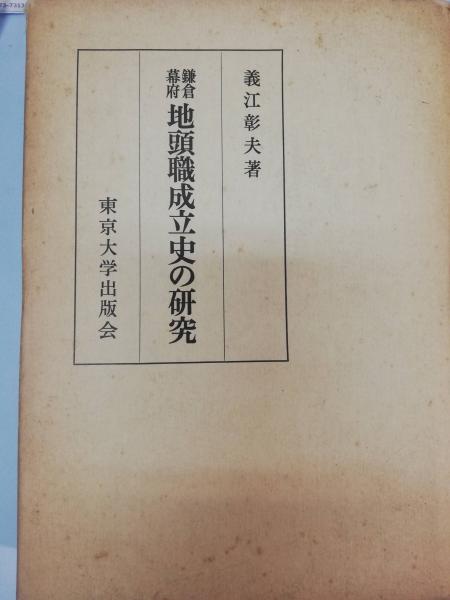 義江彰夫著
鎌倉
幕府
地頭職成立史の研究
東京大学出版会